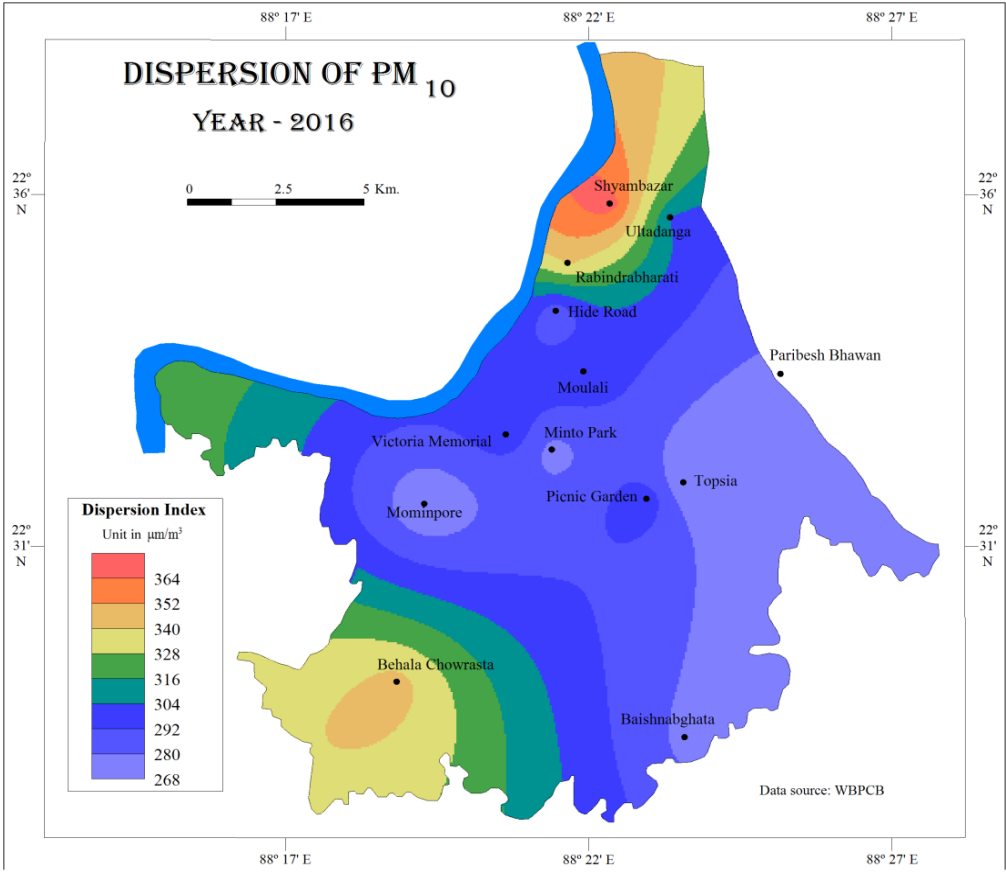 88° 17' E 88° 22' E 88° 27' E
DISPERSION OF PM 10
YEAR - 2016
0 2.5 5 Km.
22°
36'
N
22°
36'
N
Shyambazar
Ultadanga
Rabindrabharati
Hide Road
Paribesh Bhawan
Moulali
Victoria Memorial
Minto Park
Topsia
Picnic Garden
Mominpore
22°
31'
N
22°
31'
N
Dispersion Index
Unit in µm/m³
364
352
340
328
316
304
292
280
268
Behala Chowrasta
Baishnabghata
Data source: WBPCB
88° 17' E 88° 22' E 88° 27' E